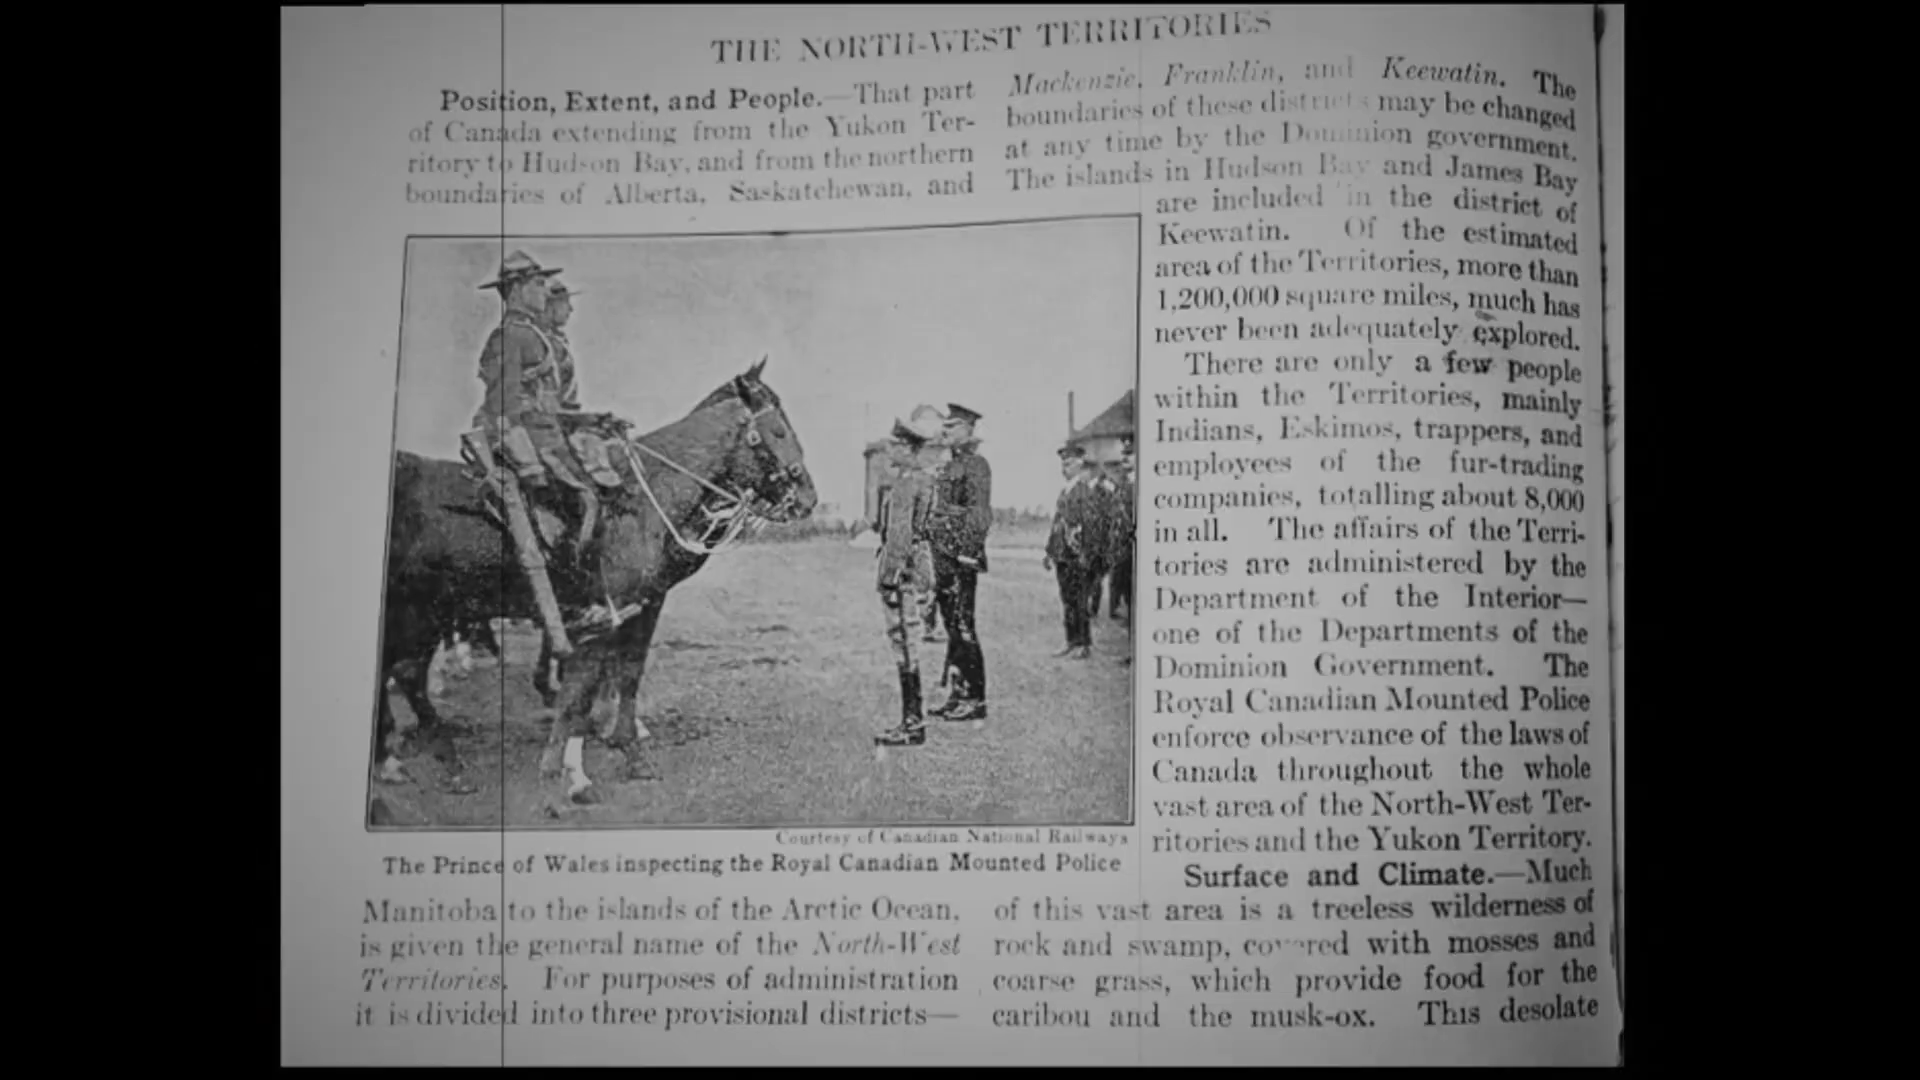 THE NORTH-WEST TERRITORIES
Position, Extent, and People.—That part
of Canada extending from the Yukon Ter-
ritory to Hudson Bay, and from the northern
boundaries of Alberta, Saskatchewan, and
Courtesy of Canadian National Railways
The Prince of Wales inspecting the Royal Canadian Mounted Police
Manitoba to the islands of the Arctic Ocean,
is given the general name of the North-West
Territories. For purposes of administration
it is divided into three provisional districts—
Mackenzie, Franklin, and Keewatin. The
boundaries of these districts may be changed
at any time by the Dominion government.
The islands in Hudson Bay and James Bay
are included in the district of
Keewatin. Of the estimated
area of the Territories, more than
1,200,000 square miles, much has
never been adequately explored.
There are only a few people
within the Territories, mainly
Indians, Eskimos, trappers, and
employees of the fur-trading
companies, totalling about 8,000
in all. The affairs of the Terri-
tories are administered by the
Department of the Interior—
one of the Departments of the
Dominion Government. The
Royal Canadian Mounted Police
enforce observance of the laws of
Canada throughout the whole
vast area of the North-West Ter-
ritories and the Yukon Territory.
Surface and Climate.—Much
of this vast area is a treeless wilderness of
rock and swamp, covered with mosses and
coarse grass, which provide food for the
caribou and the musk-ox. This desolate